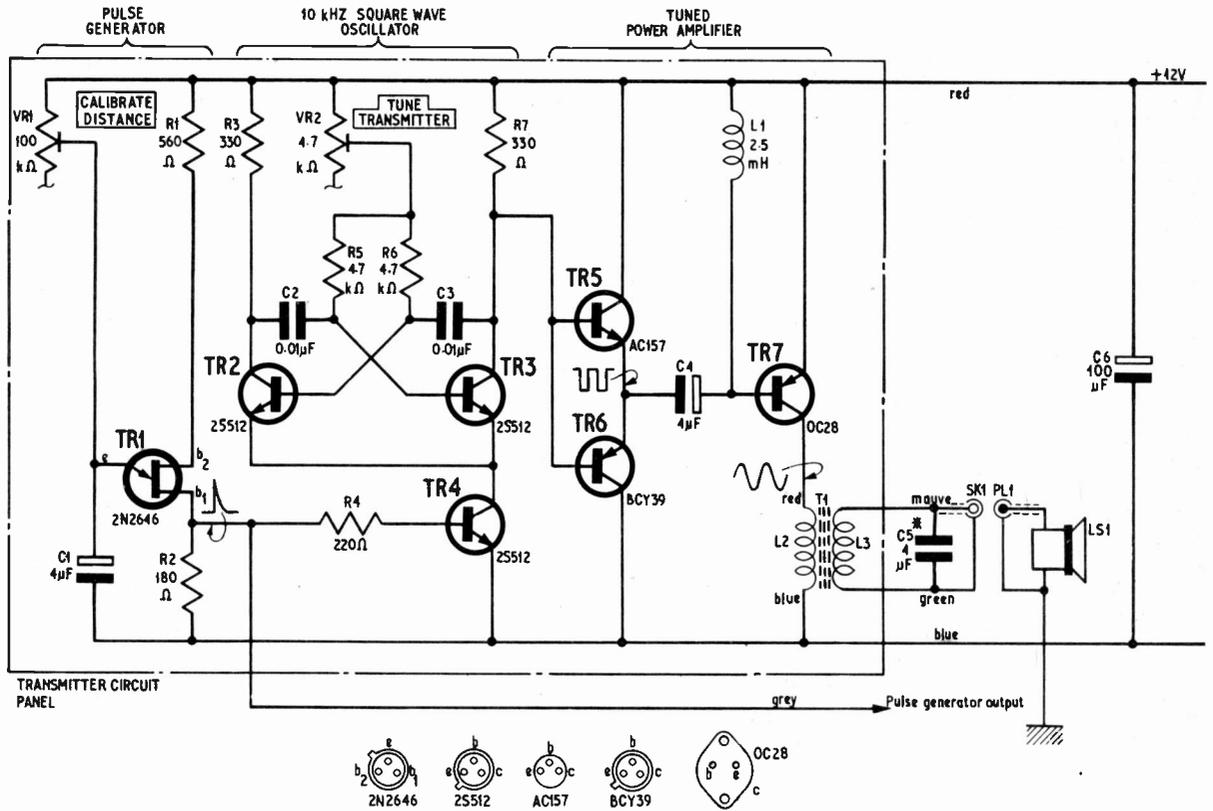 PULSE
GENERATOR
10 kHZ SQUARE WAVE
OSCILLATOR
TUNED
POWER AMPLIFIER
+12V
red
VR1
100
kΩ
CALIBRATE
DISTANCE
R1
560
Ω
R3
330
Ω
VR2
4.7
kΩ
TUNE
TRANSMITTER
R7
330
Ω
L1
2.5
mH
R5
4.7
kΩ
R6
4.7
kΩ
C2
0.01µF
C3
0.01µF
TR2
2S512
TR3
2S512
TR5
AC157
C4
4µF
TR7
OC28
C6
100
µF
TR6
BCY39
TR1
e
b2
b1
2N2646
R4
220Ω
TR4
2S512
C1
4µF
R2
180
Ω
red
T1
L2
L3
blue
mauve
SK1
PL1
*
C5
4
µF
green
LS1
blue
TRANSMITTER CIRCUIT
PANEL
grey
Pulse generator output
e
b2
b1
2N2646
b
e
c
2S512
b
e
c
AC157
b
e
c
BCY39
OC28
b
e
c